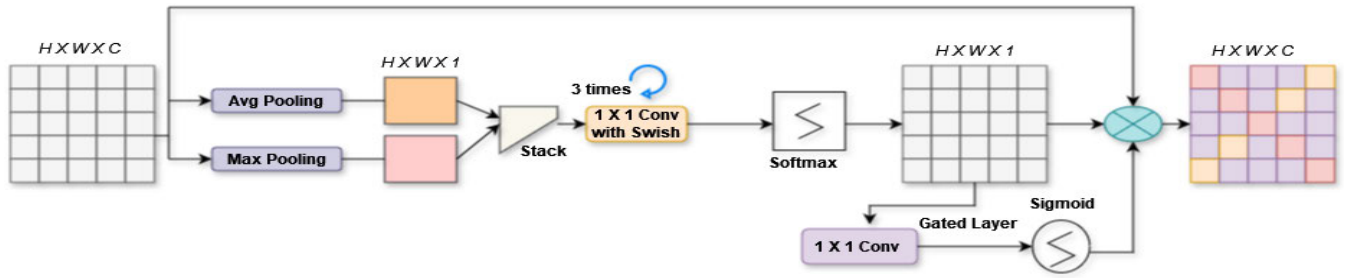 H X W X C
Avg Pooling
Max Pooling
H X W X 1
Stack
3 times
1 X 1 Conv
with Swish
Softmax
H X W X 1
1 X 1 Conv
Gated Layer
Sigmoid
H X W X C